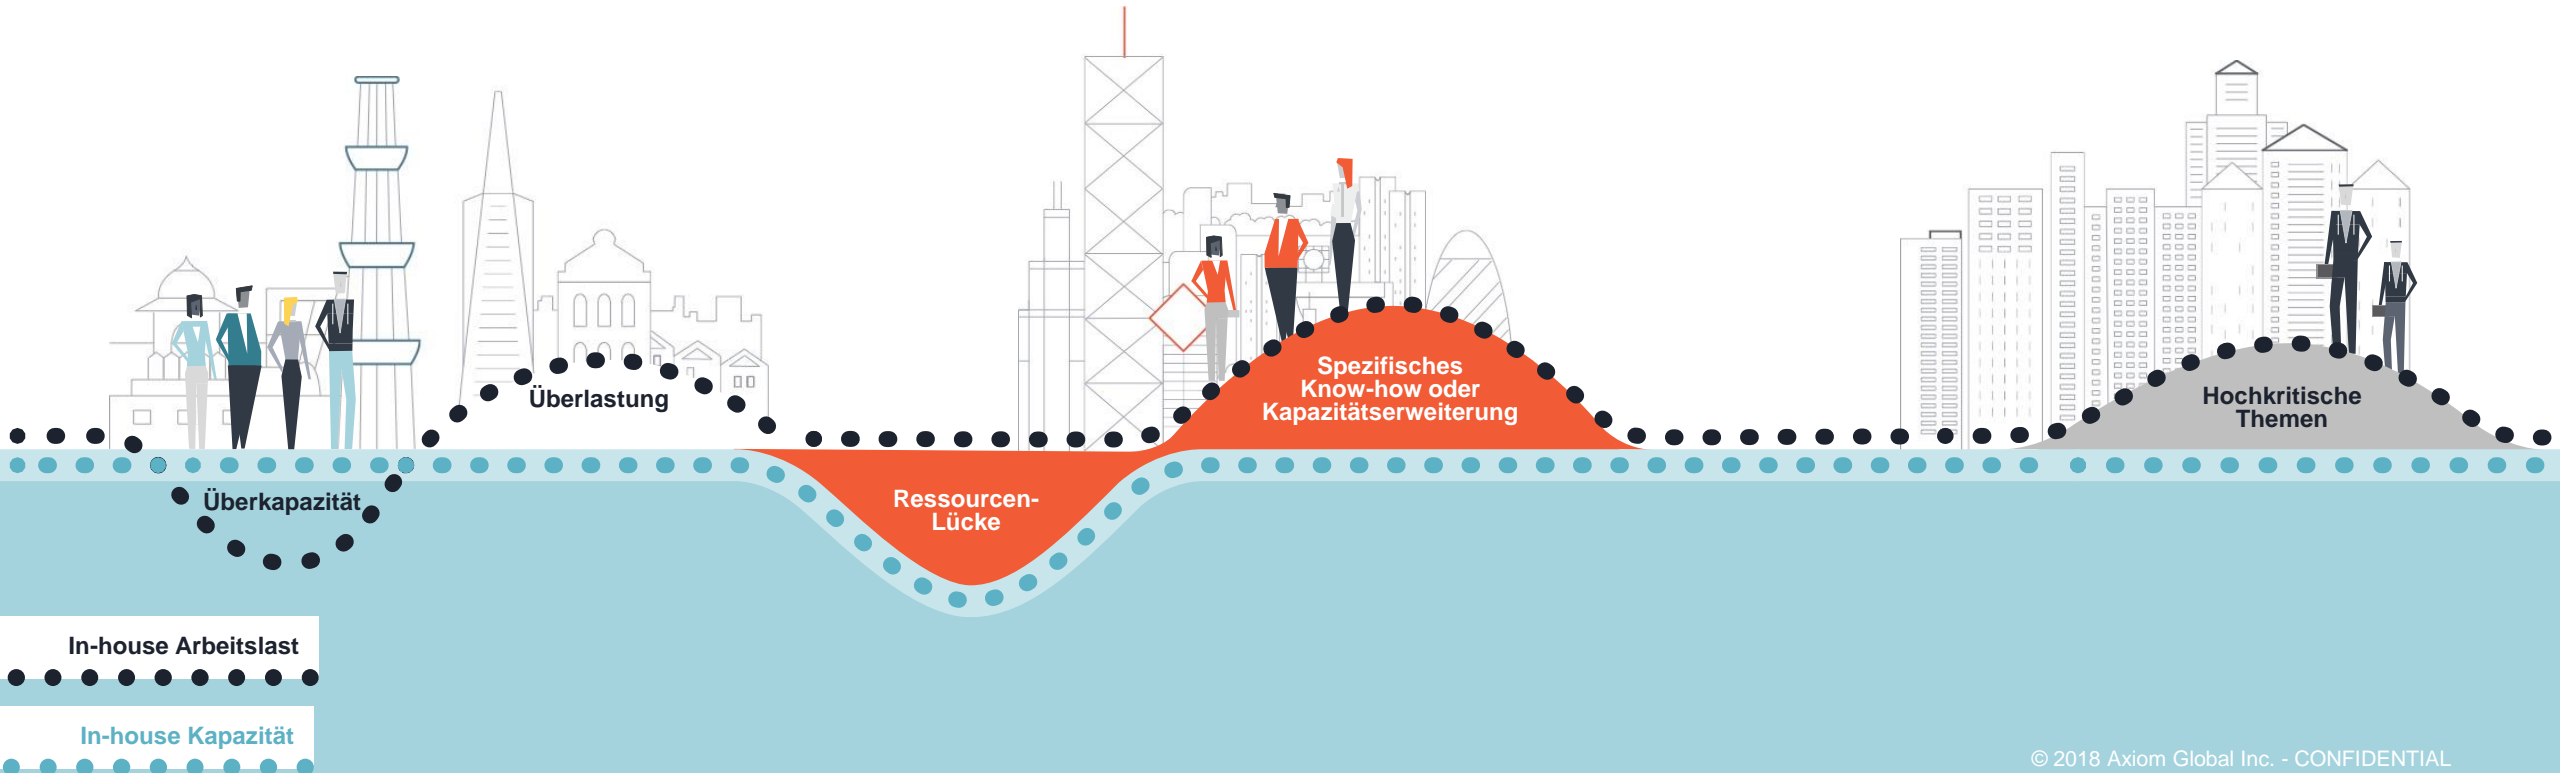 Überlastung
Überkapazität
Ressourcen-
Lücke
Spezifisches
Know-how oder
Kapazitätserweiterung
Hochkritische
Themen
In-house Arbeitslast
In-house Kapazität
© 2018 Axiom Global Inc. - CONFIDENTIAL